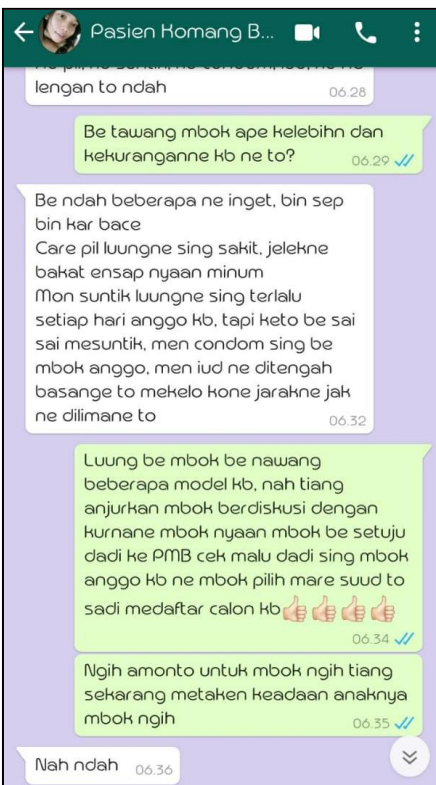 Pasien Komang B...
lengan to ndah
06.28
Be tawang mbok ape kelebihn dan
kekuranganne kb ne to?
06.29
Be ndah beberapa ne inget, bin sep
bin kar bace
Care pil luungne sing sakit, jelekne
bakat ensap nyaan minum
Mon suntik luungne sing terlalu
setiap hari anggo kb, tapi keto be sai
sai mesuntik, men condom sing be
mbok anggo, men iud ne ditengah
basange to mekelo kone jarakne jak
ne dilimane to
06.32
Luung be mbok be nawang
beberapa model kb, nah tiang
anjurkan mbok berdiskusi dengan
kurnane mbok nyaan mbok be setuju
dadi ke PMB cek malu dadi sing mbok
anggo kb ne mbok pilih mare suud to
sadi medaftar calon kb👍👍👍👍
06.34
Ngih amonto untuk mbok ngih tiang
sekarang metaken keadaan anaknya
mbok ngih
06.35
Nah ndah
06.36